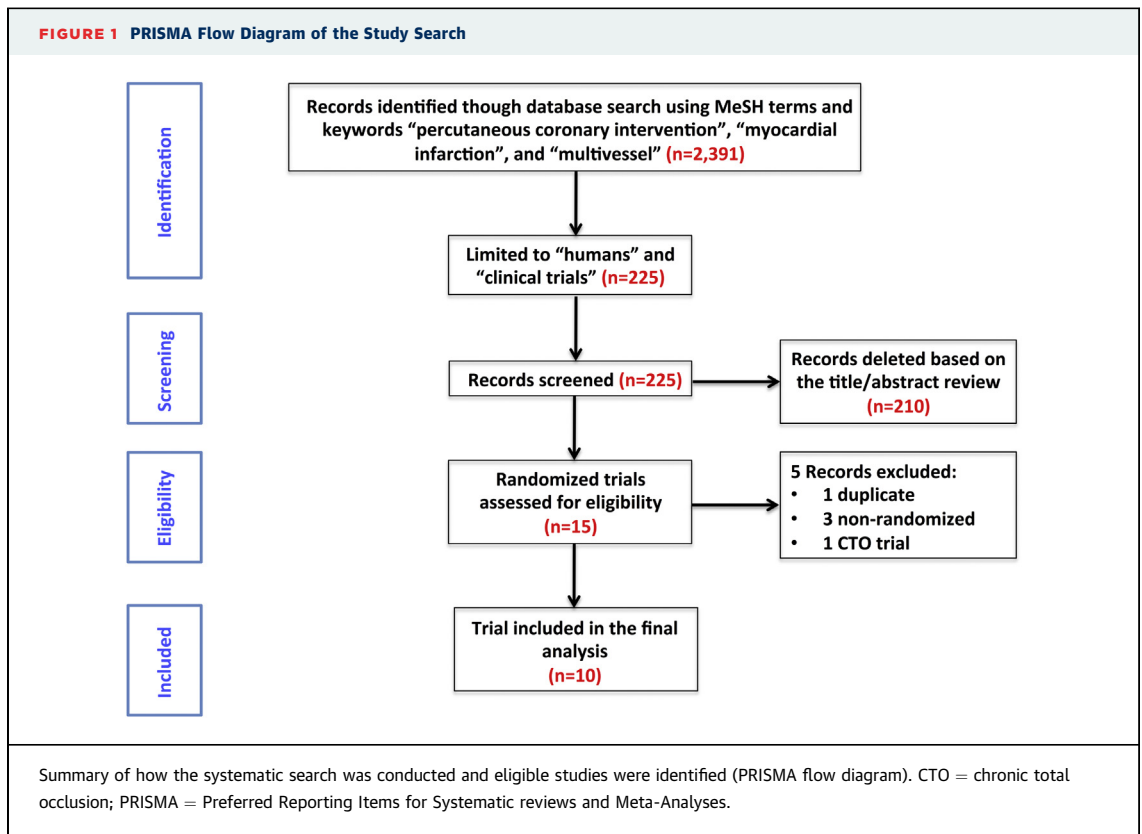 FIGURE 1 PRISMA Flow Diagram of the Study Search
Identification
Records identified though database search using MeSH terms and
keywords “percutaneous coronary intervention”, “myocardial
infarction”, and “multivessel” (n=2,391)
Limited to “humans” and
“clinical trials” (n=225)
Screening
Records screened (n=225)
Records deleted based on
the title/abstract review
(n=210)
Eligibility
Randomized trials
assessed for eligibility
(n=15)
5 Records excluded:
• 1 duplicate
• 3 non-randomized
• 1 CTO trial
Included
Trial included in the final
analysis
(n=10)
Summary of how the systematic search was conducted and eligible studies were identified (PRISMA flow diagram). CTO = chronic total
occlusion; PRISMA = Preferred Reporting Items for Systematic reviews and Meta-Analyses.